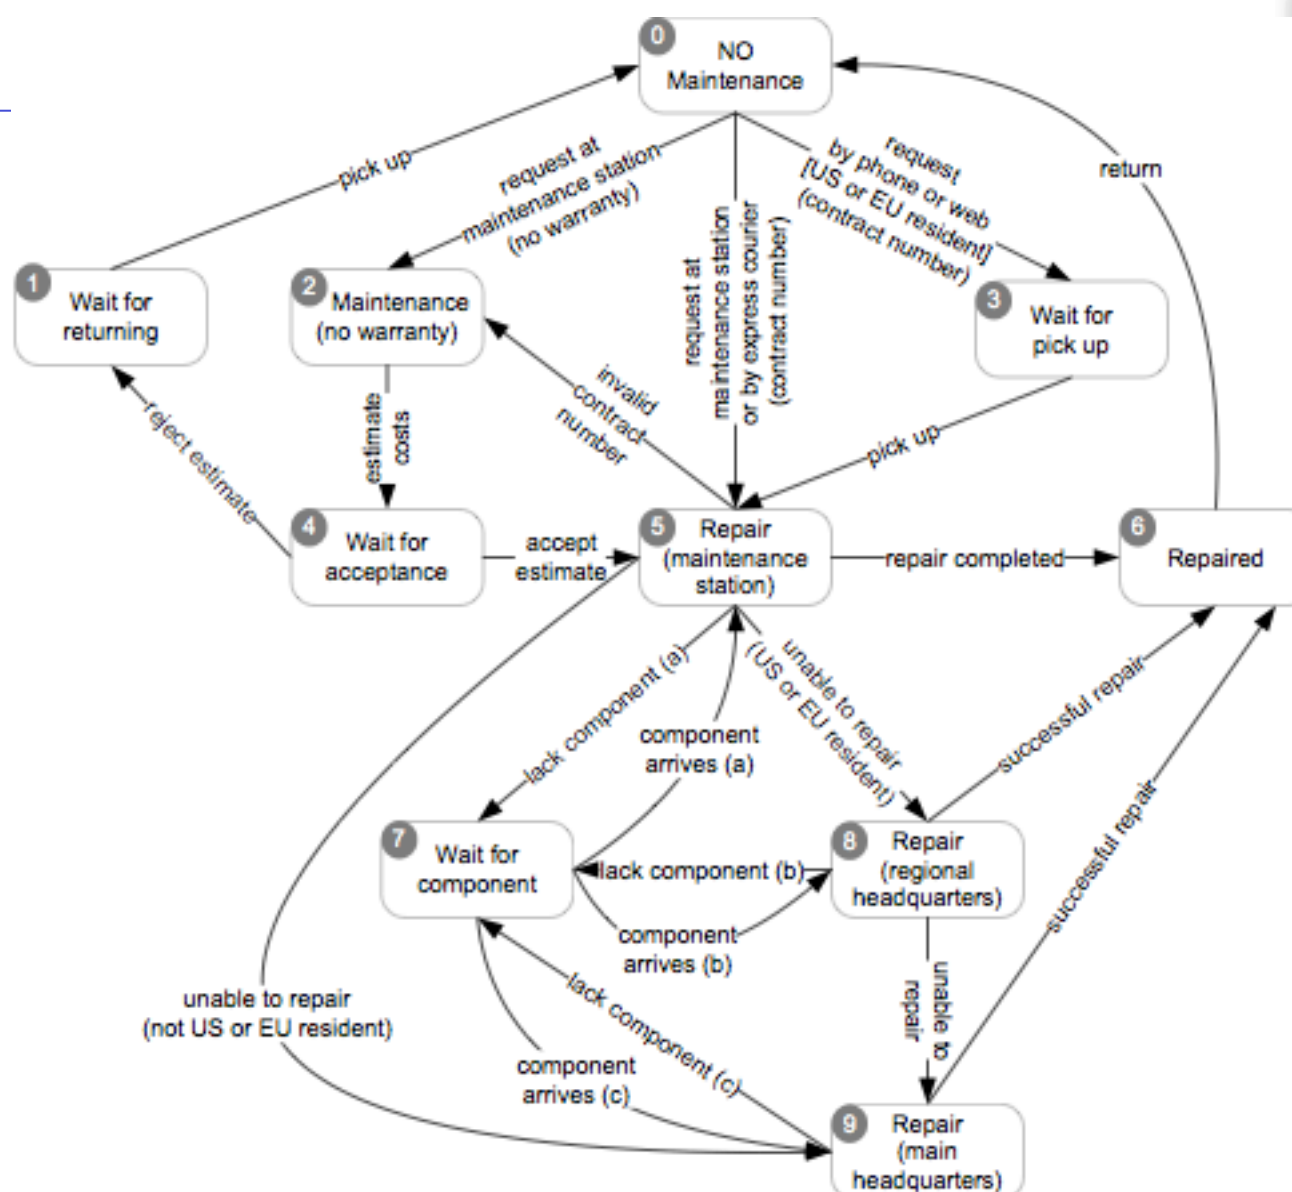 0
NO
Maintenance
pick up
request at
maintenance station
(no warranty)
request at
maintenance station
or by express courier
(contract number)
request
by phone or web
[US or EU resident]
(contract number)
return
1
Wait for
returning
2
Maintenance
(no warranty)
3
Wait for
pick up
invalid
contract
number
reject estimate
estimate
costs
pick up
4
Wait for
acceptance
accept
estimate
5
Repair
(maintenance
station)
repair completed
6
Repaired
lack component (a)
component
arrives (a)
unable to repair
(US or EU resident)
successful repair
successful repair
7
Wait for
component
lack component (b)
component
arrives (b)
8
Repair
(regional
headquarters)
unable to repair
(not US or EU resident)
lack component (c)
component
arrives (c)
unable to
repair
9
Repair
(main
headquarters)